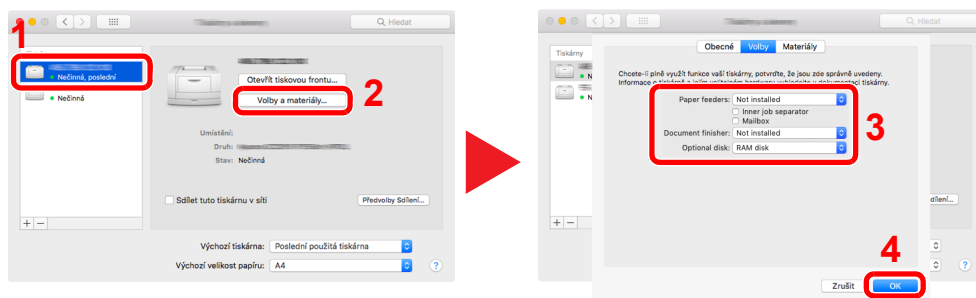 1
Hledat
Nečinná, poslední
Nečinná
Otevřít tiskovou frontu...
Volby a materiály...
2
Umístění:
Druh:
Stav: Nečinná
Sdílet tuto tiskárnu v síti
Předvolby Sdílení...
+ −
Výchozí tiskárna: Poslední použitá tiskárna
Výchozí velikost papíru: A4
?
Hledat
Tiskárny
Obecné Volby Materiály
Chcete-li plně využít funkce vaší tiskárny, potvrďte, že jsou zde správně uvedeny.
Informace o tiskárně a jejím volitelném hardwaru vyhledejte v dokumentaci tiskárny.
Paper feeders: Not installed
Inner job separator
Mailbox
Document finisher: Not installed
Optional disk: RAM disk
3
dílení...
+ −
4
?
Zrušit
OK